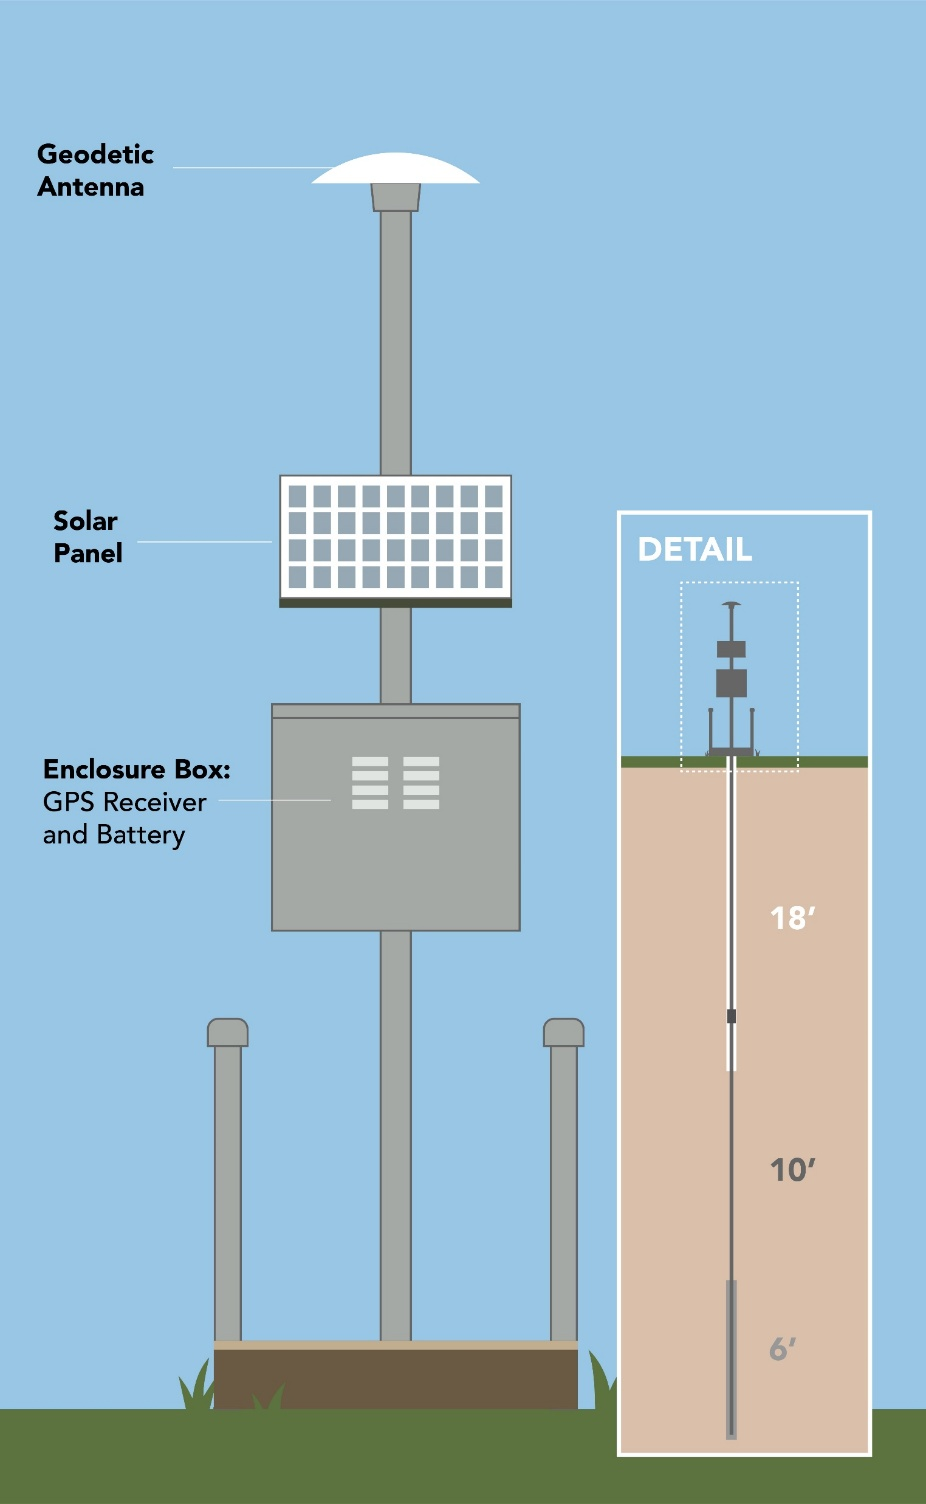 Geodetic
Antenna
Solar
Panel
Enclosure Box:
GPS Receiver
and Battery
DETAIL
18’
10’
6’